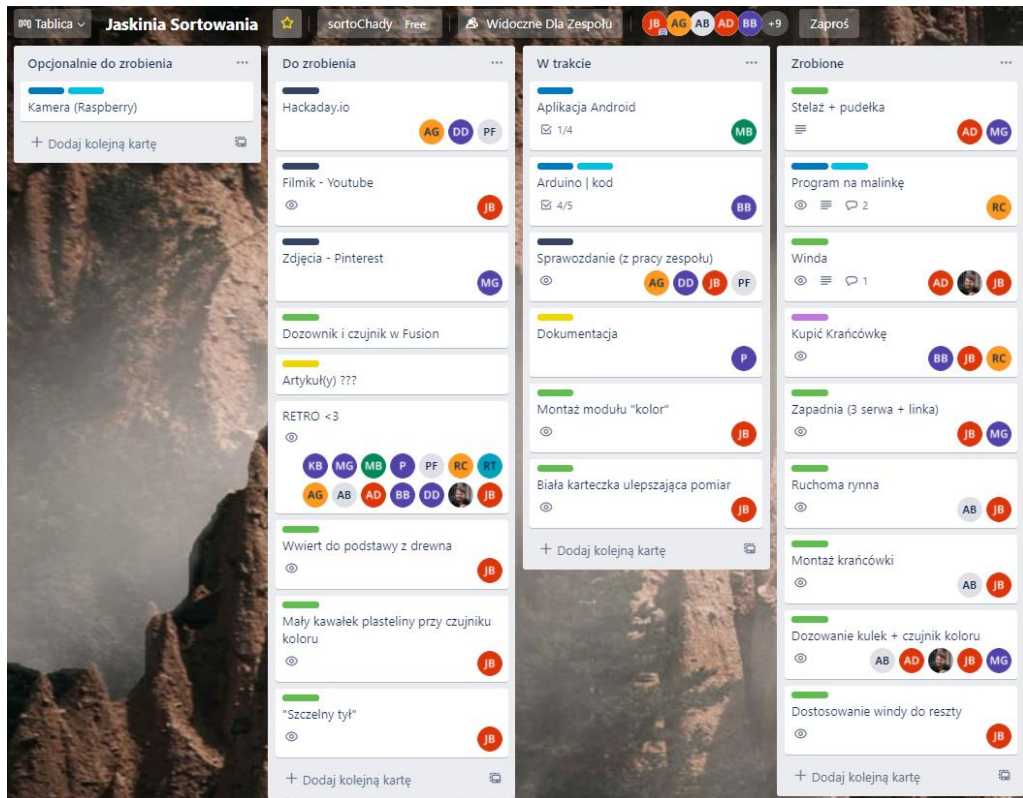 Tablica
Jaskinia Sortowania
sortoChady Free
Widoczne Dla Zespołu
JB AG AB AD BB +9
Zaproś
Opcjonalnie do zrobienia
Kamera (Raspberry)
+ Dodaj kolejną kartę
Do zrobienia
Hackaday.io
AG DD PF
Filmik - Youtube
JB
Zdjęcia - Pinterest
MG
Dozownik i czujnik w Fusion
Artykuł(y) ???
RETRO <3
KB MG MB P PF RC RT
AG AB AD BB DD JB
Wwiert do podstawy z drewna
JB
Mały kawałek plasteliny przy czujniku
koloru
JB
"Szczelny tył"
JB
+ Dodaj kolejną kartę
W trakcie
Aplikacja Android
1/4 MB
Arduino | kod
4/5 BB
Sprawozdanie (z pracy zespołu)
AG DD JB PF
Dokumentacja
P
Montaż modułu "kolor"
JB
Biała karteczka ulepszająca pomiar
JB
+ Dodaj kolejną kartę
Zrobione
Stelaż + pudełka
AD MG
Program na malinkę
2 RC
Winda
1 AD JB
Kupić Krańcówkę
BB JB RC
Zapadnia (3 serwa + linka)
JB MG
Ruchoma rynna
AB JB
Montaż krańcówki
AB JB
Dozowanie kulek + czujnik koloru
AB AD JB MG
Dostosowanie windy do reszty
JB
+ Dodaj kolejną kartę